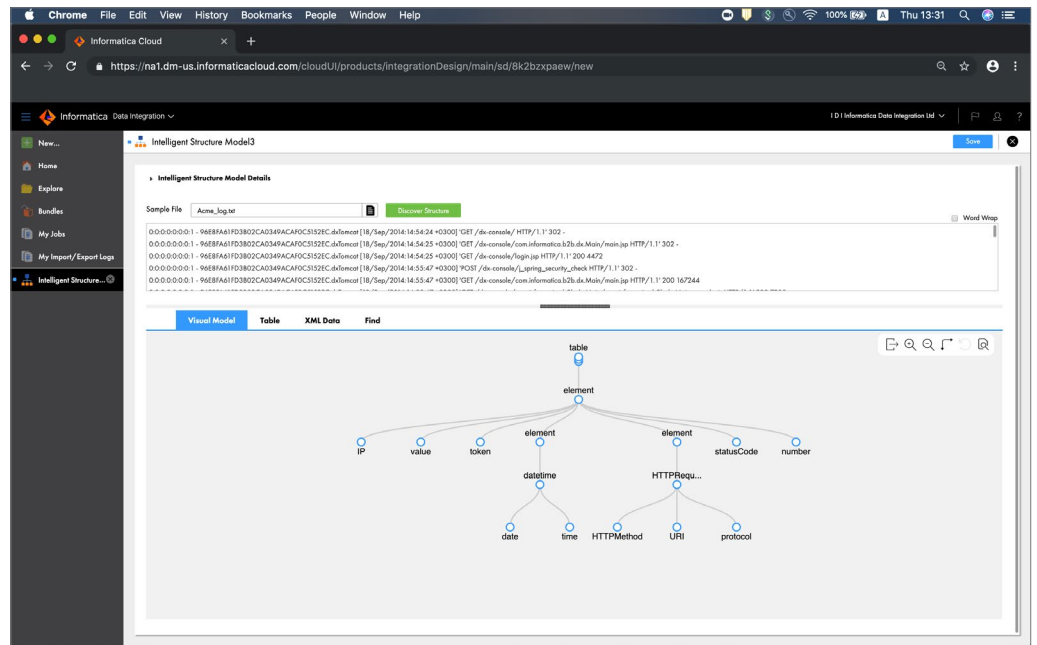 Chrome File Edit View History Bookmarks People Window Help 100% A Thu 13:31
Informatica Cloud
https://na1.dm-us.informaticacloud.com/cloudUI/products/integrationDesign/main/sd/8k2bzxpaew/new
Informatica Data Integration I D I Informatica Data Integration Ltd ?
New...
Intelligent Structure Model3 Save
Home
Intelligent Structure Model Details
Explore
Bundles
Sample File Acme_log.txt Discover Structure Word Wrap
My Jobs
My Import/Export Logs
Intelligent Structure...
0:0:0:0:0:0:0:1 - 96E8FA61FD3B02CA0349ACAF0C5152EC.dxTomcat [18/Sep/2014:14:54:24 +0300] 'GET /dx-console/ HTTP/1.1' 302 -
0:0:0:0:0:0:0:1 - 96E8FA61FD3B02CA0349ACAF0C5152EC.dxTomcat [18/Sep/2014:14:54:25 +0300] 'GET /dx-console/com.informatica.b2b.dx.Main/main.jsp HTTP/1.1' 302 -
0:0:0:0:0:0:0:1 - 96E8FA61FD3B02CA0349ACAF0C5152EC.dxTomcat [18/Sep/2014:14:54:25 +0300] 'GET /dx-console/login.jsp HTTP/1.1' 200 4472
0:0:0:0:0:0:0:1 - 96E8FA61FD3B02CA0349ACAF0C5152EC.dxTomcat [18/Sep/2014:14:55:47 +0300] 'POST /dx-console/j_spring_security_check HTTP/1.1' 302 -
0:0:0:0:0:0:0:1 - 96E8FA61FD3B02CA0349ACAF0C5152EC.dxTomcat [18/Sep/2014:14:55:47 +0300] 'GET /dx-console/com.informatica.b2b.dx.Main/main.jsp HTTP/1.1' 200 167244
Visual Model Table XML Data Find
table
element
element element
IP value token statusCode number
datetime HTTPRequ...
date time HTTPMethod URI protocol